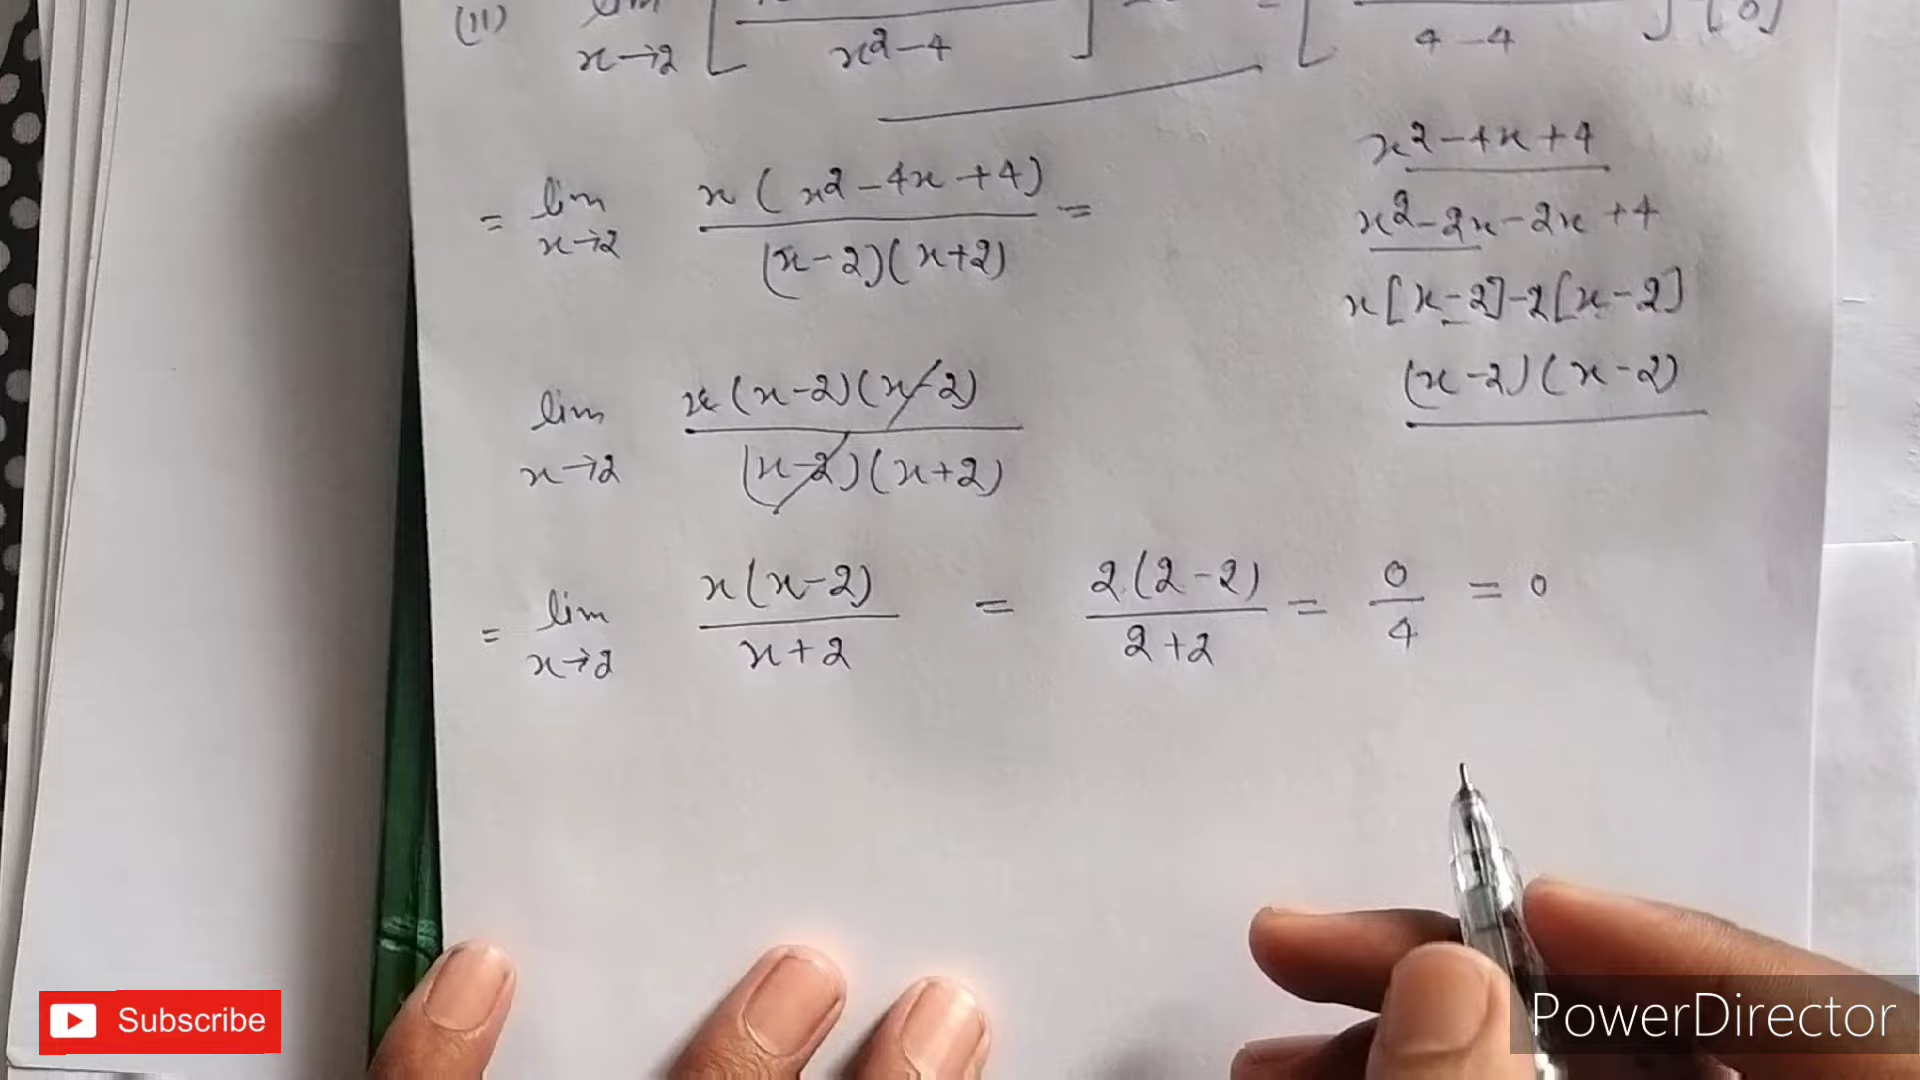 (ii) lim [ x²-4 ] = [ 4-4 ] [0]
x→2
= lim x(x²-4x+4) =
x→2 (x-2)(x+2)
x²-4x+4
x²-2x-2x+4
x[x-2]-2[x-2]
(x-2)(x-2)
lim x(x-2)(x-2)
x→2 (x-2)(x+2)
= lim x(x-2) = 2(2-2) = 0 = 0
x→2 x+2 2+2 4
Subscribe
PowerDirector